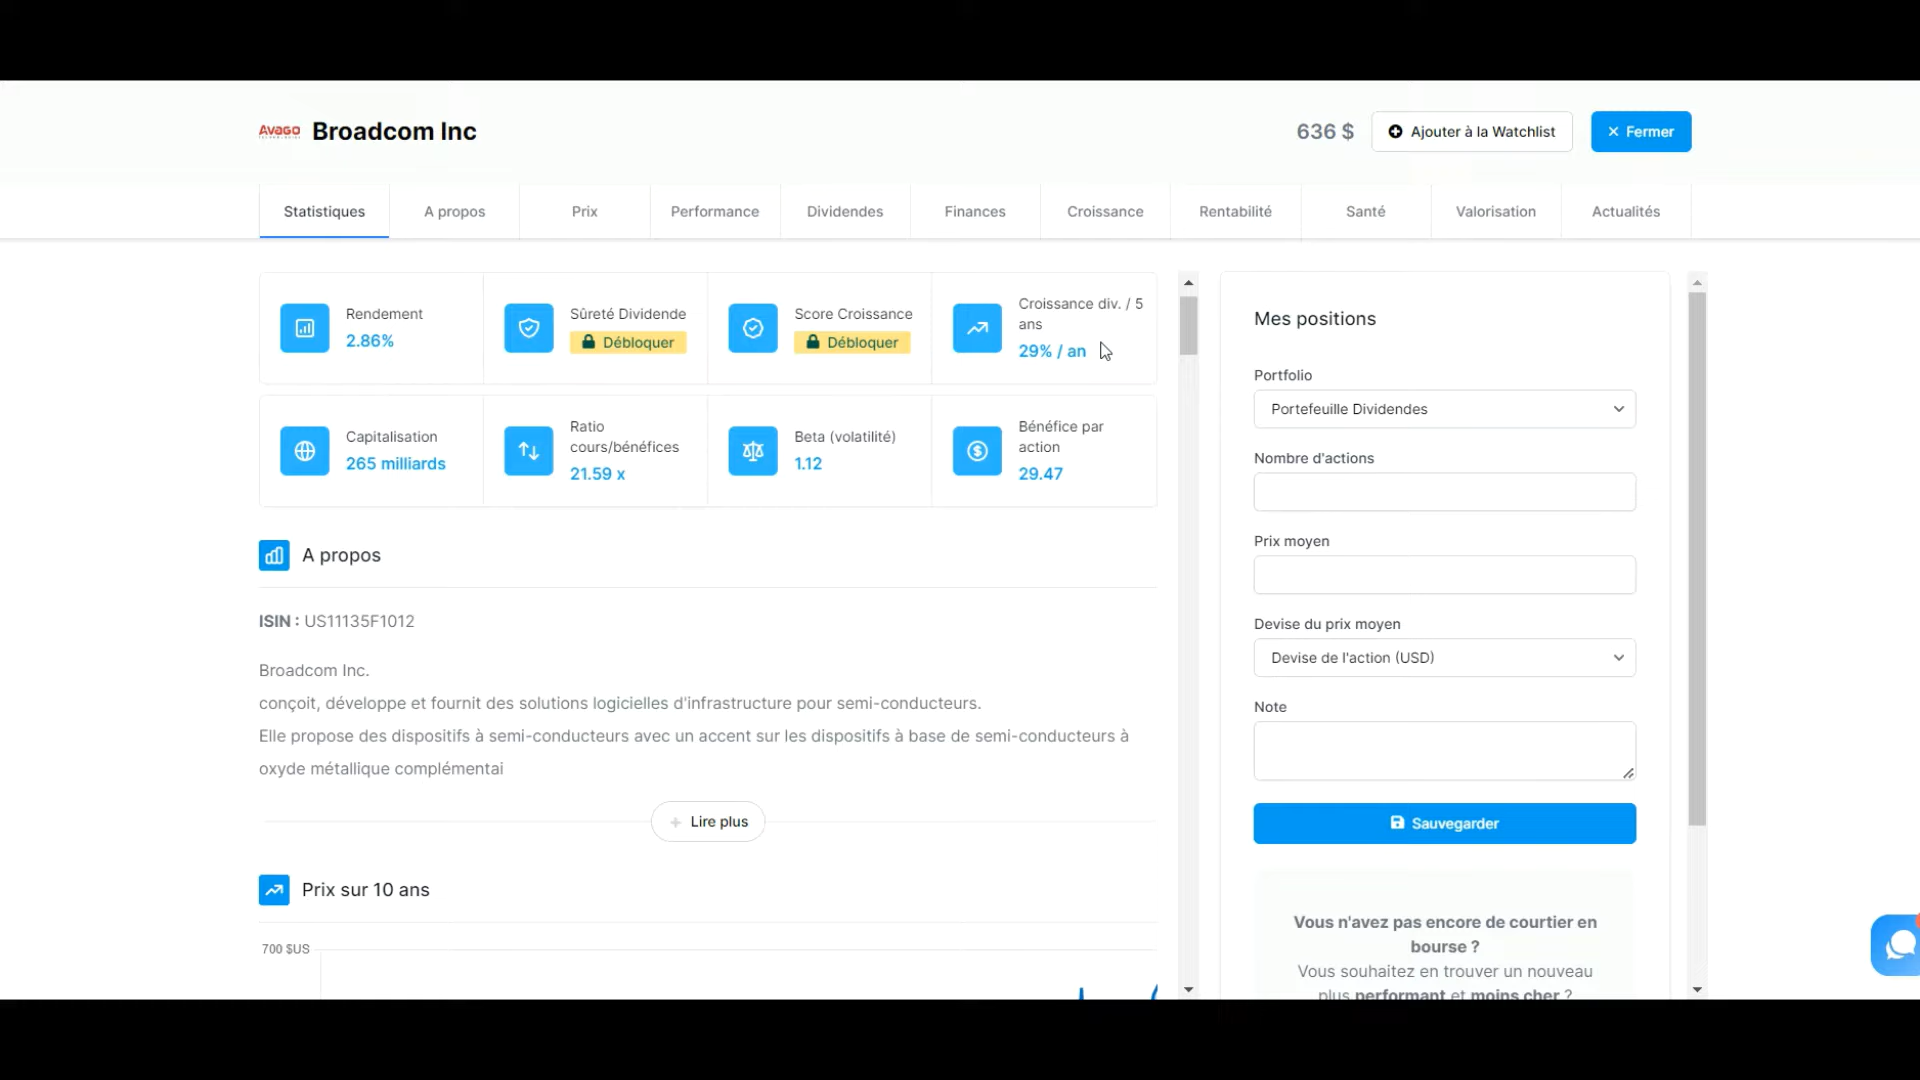 AVAGO
Broadcom Inc
636 $
Ajouter à la Watchlist
Fermer
Statistiques
A propos
Prix
Performance
Dividendes
Finances
Croissance
Rentabilité
Santé
Valorisation
Actualités
Rendement
2.86%
Sûreté Dividende
Débloquer
Score Croissance
Débloquer
Croissance div. / 5
ans
29% / an
Capitalisation
265 milliards
Ratio
cours/bénéfices
21.59 x
Beta (volatilité)
1.12
Bénéfice par
action
29.47
A propos
ISIN : US11135F1012
Broadcom Inc.
conçoit, développe et fournit des solutions logicielles d'infrastructure pour semi-conducteurs.
Elle propose des dispositifs à semi-conducteurs avec un accent sur les dispositifs à base de semi-conducteurs à
oxyde métallique complémentai
Lire plus
Prix sur 10 ans
700 $US
Mes positions
Portfolio
Portefeuille Dividendes
Nombre d'actions
Prix moyen
Devise du prix moyen
Devise de l'action (USD)
Note
Sauvegarder
Vous n'avez pas encore de courtier en
bourse ?
Vous souhaitez en trouver un nouveau
plus performant et moins cher ?